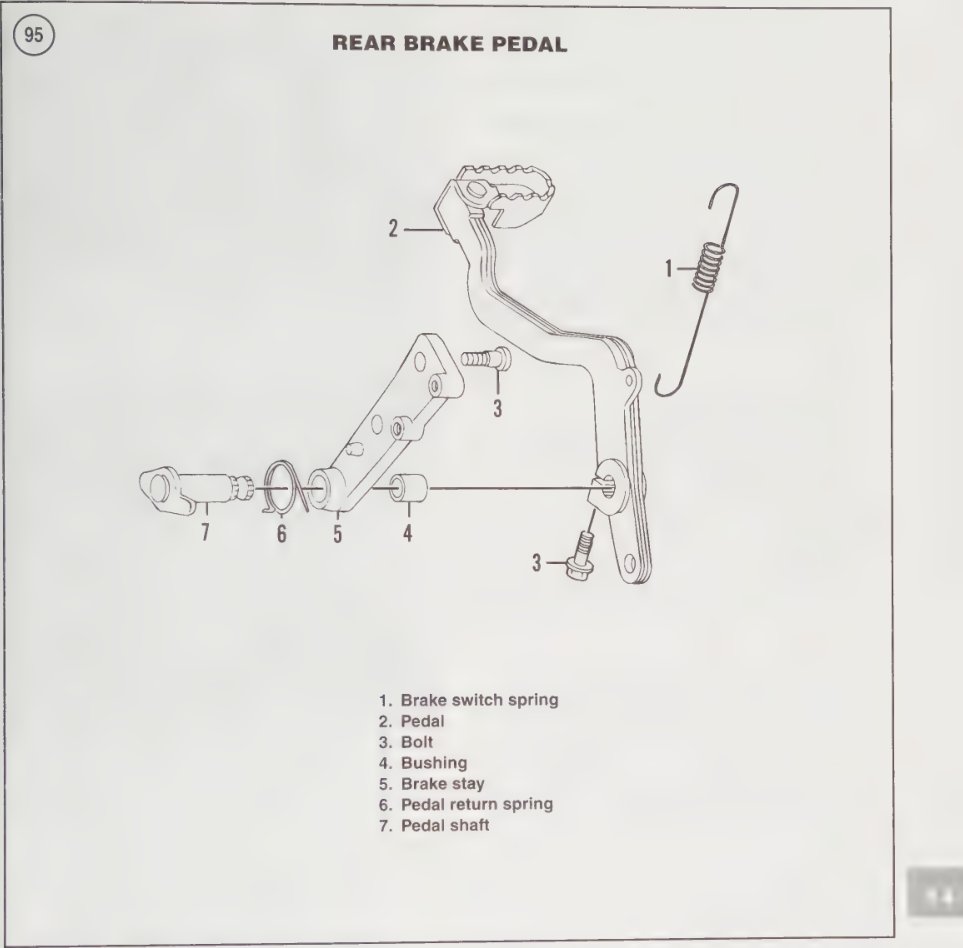 95
REAR BRAKE PEDAL
2
1
3
7
6
5
4
3
1. Brake switch spring
2. Pedal
3. Bolt
4. Bushing
5. Brake stay
6. Pedal return spring
7. Pedal shaft
14